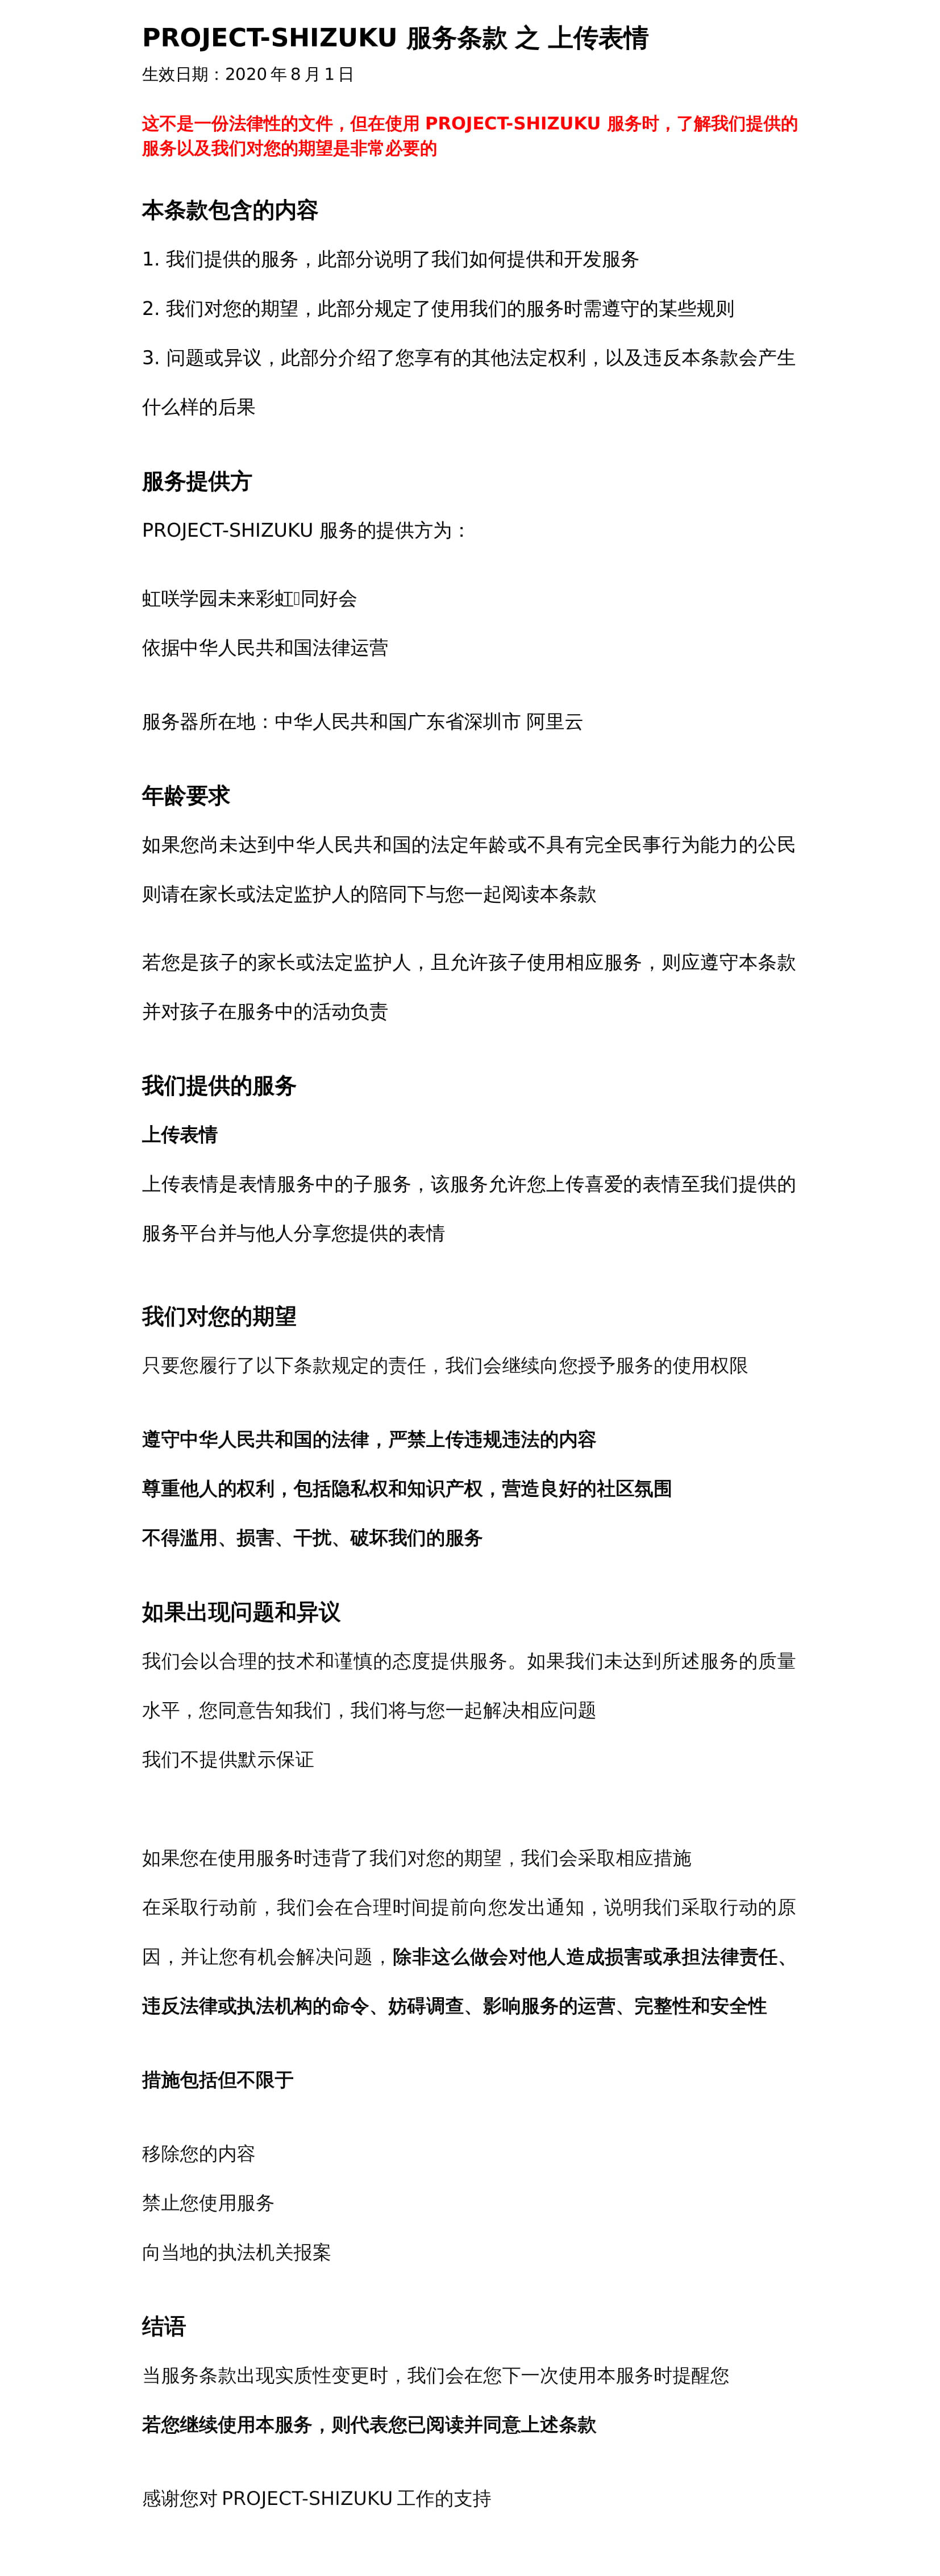 PROJECT-SHIZUKU 服务条款 之 上传表情
生效日期：2020 年 8 月 1 日
这不是一份法律性的文件，但在使用 PROJECT-SHIZUKU 服务时，了解我们提供的
服务以及我们对您的期望是非常必要的
本条款包含的内容
1. 我们提供的服务，此部分说明了我们如何提供和开发服务
2. 我们对您的期望，此部分规定了使用我们的服务时需遵守的某些规则
3. 问题或异议，此部分介绍了您享有的其他法定权利，以及违反本条款会产生
什么样的后果
服务提供方
PROJECT-SHIZUKU 服务的提供方为：
虹咲学园未来彩虹▯同好会
依据中华人民共和国法律运营
服务器所在地：中华人民共和国广东省深圳市 阿里云
年龄要求
如果您尚未达到中华人民共和国的法定年龄或不具有完全民事行为能力的公民
则请在家长或法定监护人的陪同下与您一起阅读本条款
若您是孩子的家长或法定监护人，且允许孩子使用相应服务，则应遵守本条款
并对孩子在服务中的活动负责
我们提供的服务
上传表情
上传表情是表情服务中的子服务，该服务允许您上传喜爱的表情至我们提供的
服务平台并与他人分享您提供的表情
我们对您的期望
只要您履行了以下条款规定的责任，我们会继续向您授予服务的使用权限
遵守中华人民共和国的法律，严禁上传违规违法的内容
尊重他人的权利，包括隐私权和知识产权，营造良好的社区氛围
不得滥用、损害、干扰、破坏我们的服务
如果出现问题和异议
我们会以合理的技术和谨慎的态度提供服务。如果我们未达到所述服务的质量
水平，您同意告知我们，我们将与您一起解决相应问题
我们不提供默示保证
如果您在使用服务时违背了我们对您的期望，我们会采取相应措施
在采取行动前，我们会在合理时间提前向您发出通知，说明我们采取行动的原
因，并让您有机会解决问题，除非这么做会对他人造成损害或承担法律责任、
违反法律或执法机构的命令、妨碍调查、影响服务的运营、完整性和安全性
措施包括但不限于
移除您的内容
禁止您使用服务
向当地的执法机关报案
结语
当服务条款出现实质性变更时，我们会在您下一次使用本服务时提醒您
若您继续使用本服务，则代表您已阅读并同意上述条款
感谢您对 PROJECT-SHIZUKU 工作的支持